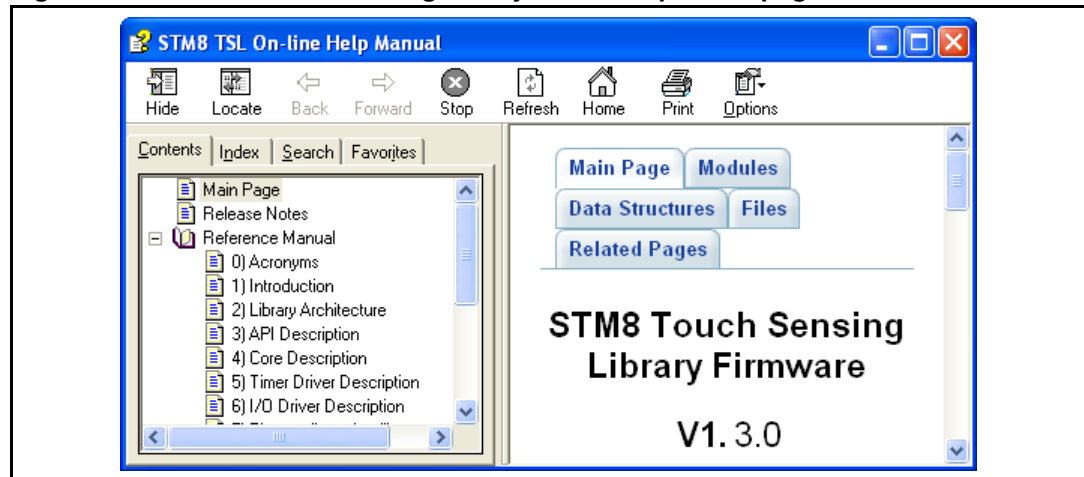 STM8 TSL On-line Help Manual
Hide Locate Back Forward Stop Refresh Home Print Options
Contents Index Search Favorites
Main Page
Release Notes
Reference Manual
0) Acronyms
1) Introduction
2) Library Architecture
3) API Description
4) Core Description
5) Timer Driver Description
6) I/O Driver Description
Main Page Modules
Data Structures Files
Related Pages
STM8 Touch Sensing
Library Firmware
V1. 3.0